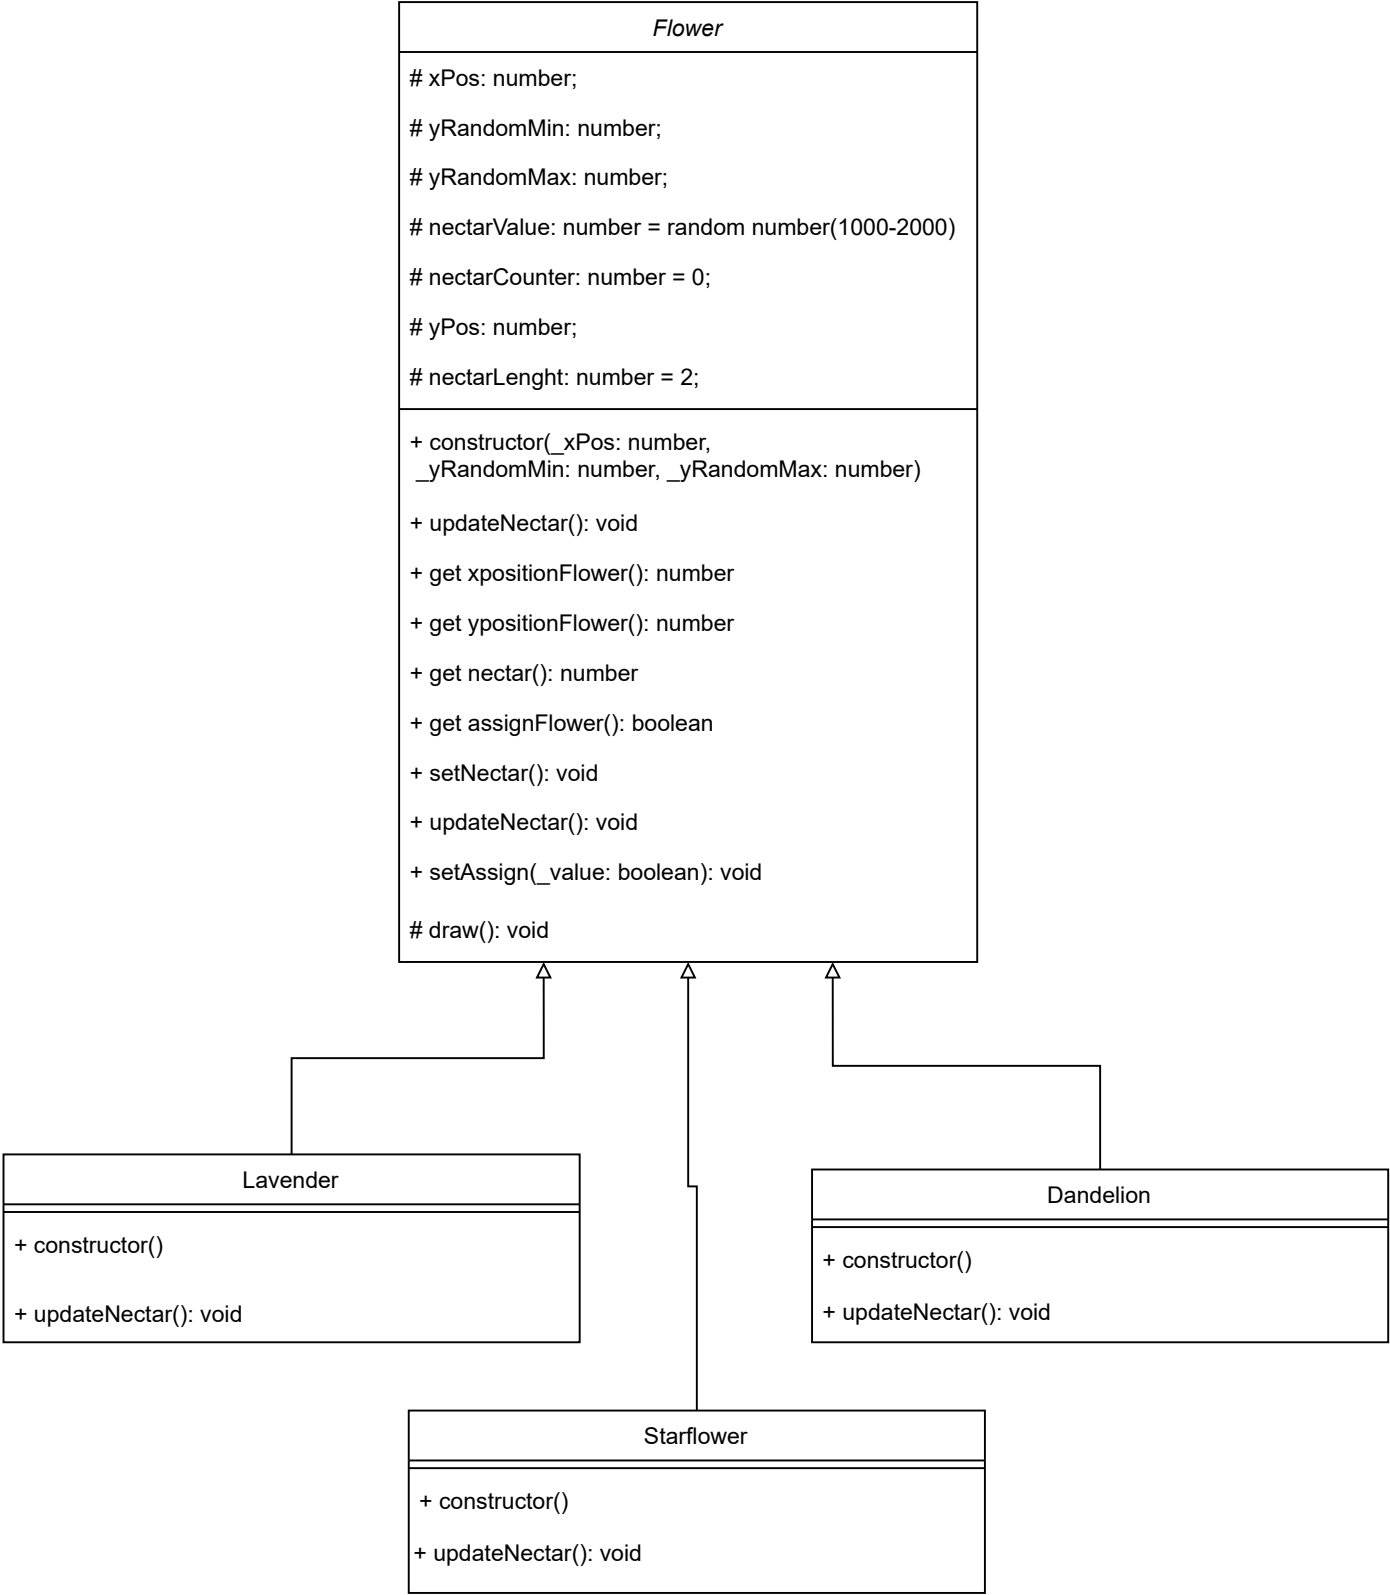 Flower
# xPos: number;
# yRandomMin: number;
# yRandomMax: number;
# nectarValue: number = random number(1000-2000)
# nectarCounter: number = 0;
# yPos: number;
# nectarLenght: number = 2;
+ constructor(_xPos: number,
_yRandomMin: number, _yRandomMax: number)
+ updateNectar(): void
+ get xpositionFlower(): number
+ get ypositionFlower(): number
+ get nectar(): number
+ get assignFlower(): boolean
+ setNectar(): void
+ updateNectar(): void
+ setAssign(_value: boolean): void
# draw(): void
Lavender
+ constructor()
+ updateNectar(): void
Dandelion
+ constructor()
+ updateNectar(): void
Starflower
+ constructor()
+ updateNectar(): void